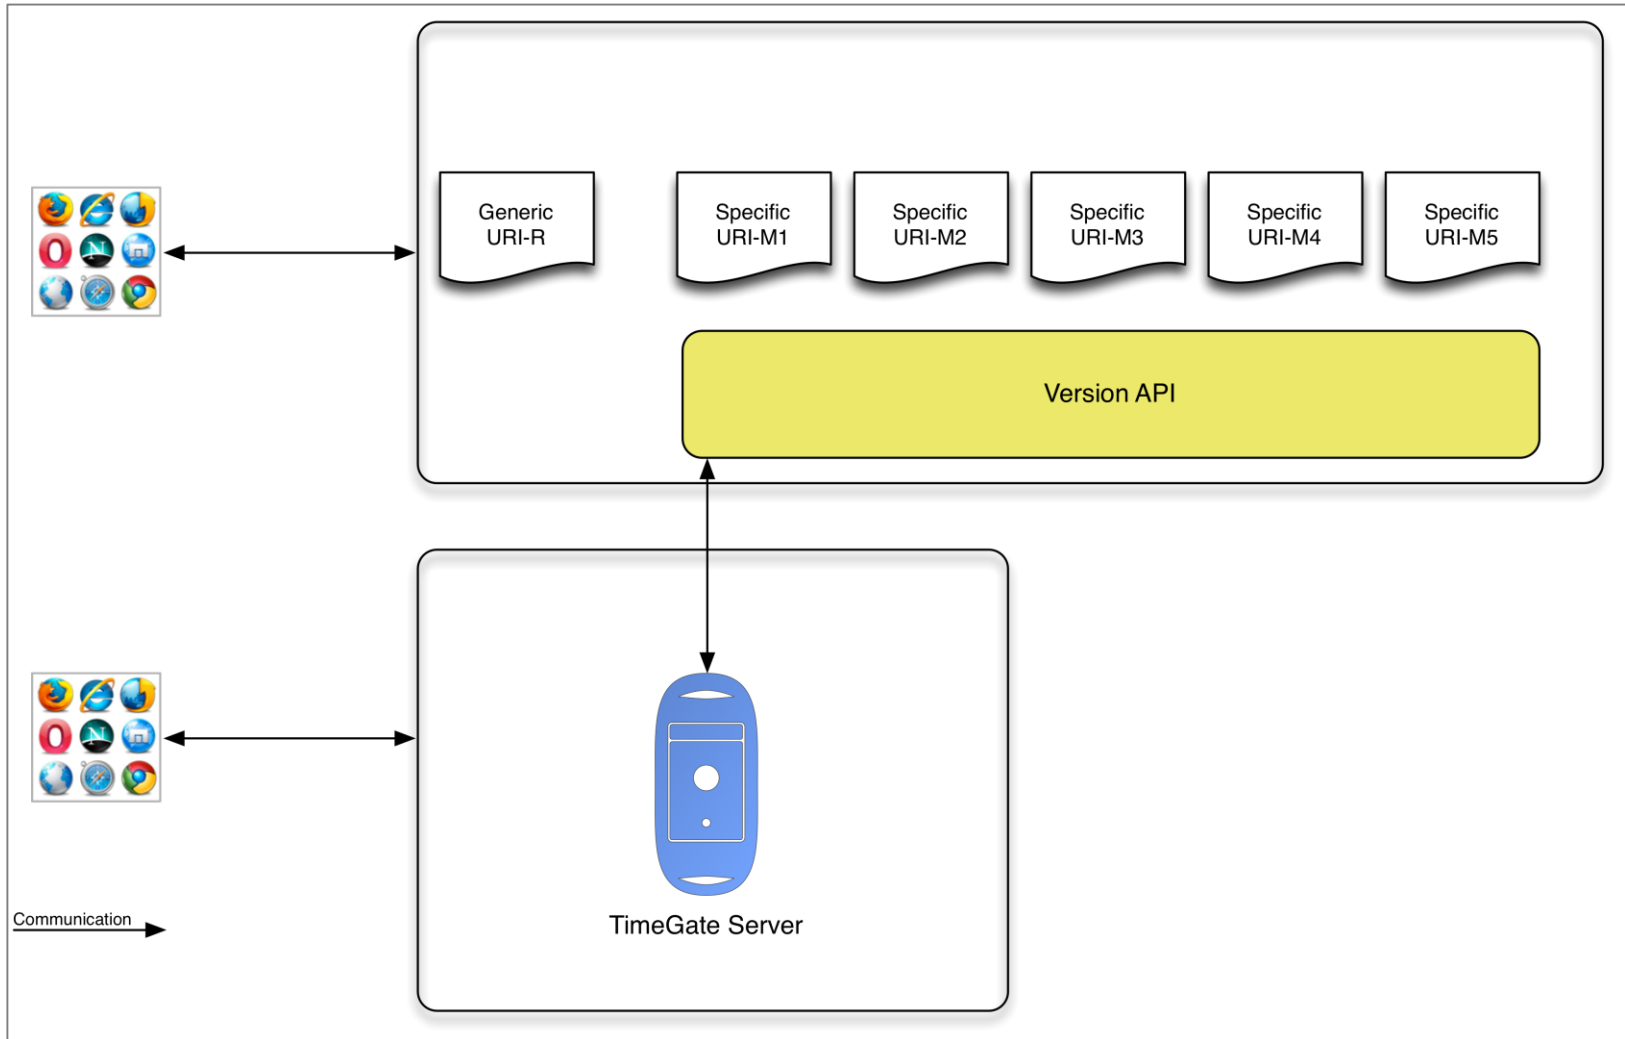 Generic
URI-R
Specific
URI-M1
Specific
URI-M2
Specific
URI-M3
Specific
URI-M4
Specific
URI-M5
Version API
TimeGate Server
Communication